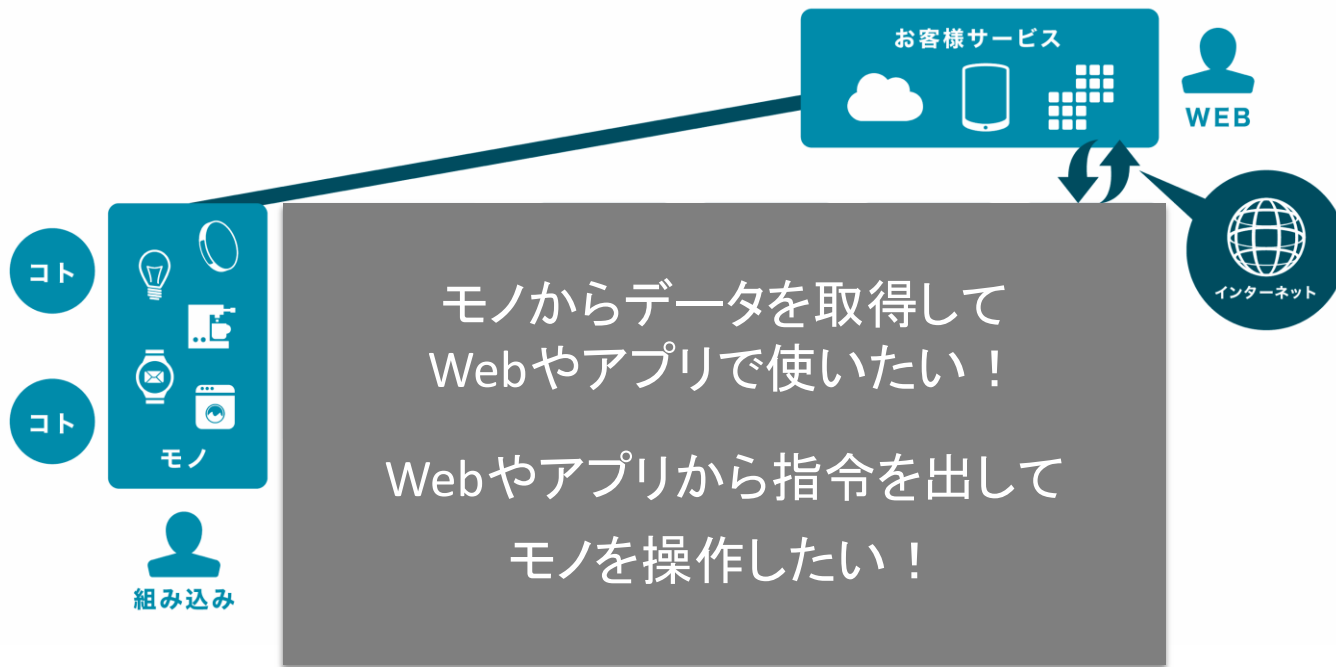 お客様サービス
WEB
インターネット
コト
コト
モノ
組み込み
モノからデータを取得して
Webやアプリで使いたい！
Webやアプリから指令を出して
モノを操作したい！